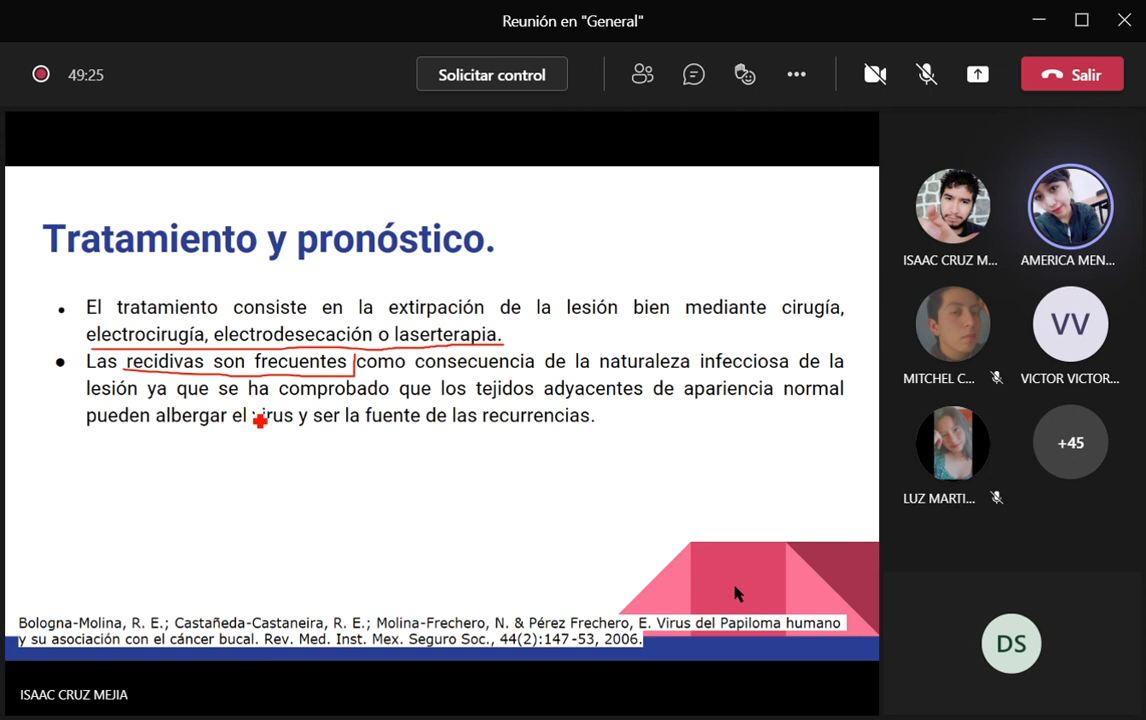 Reunión en "General"
49:25
Solicitar control
Salir
Tratamiento y pronóstico.
• El tratamiento consiste en la extirpación de la lesión bien mediante cirugía,
electrocirugía, electrodesecación o laserterapia.
• Las recidivas son frecuentes como consecuencia de la naturaleza infecciosa de la
lesión ya que se ha comprobado que los tejidos adyacentes de apariencia normal
pueden albergar el virus y ser la fuente de las recurrencias.
Bologna-Molina, R. E.; Castañeda-Castaneira, R. E.; Molina-Frechero, N. & Pérez Frechero, E. Virus del Papiloma humano
y su asociación con el cáncer bucal. Rev. Med. Inst. Mex. Seguro Soc., 44(2):147-53, 2006.
ISAAC CRUZ MEJIA
ISAAC CRUZ M...
AMERICA MEN...
MITCHEL C...
VV
VICTOR VICTOR...
LUZ MARTI...
+45
DS